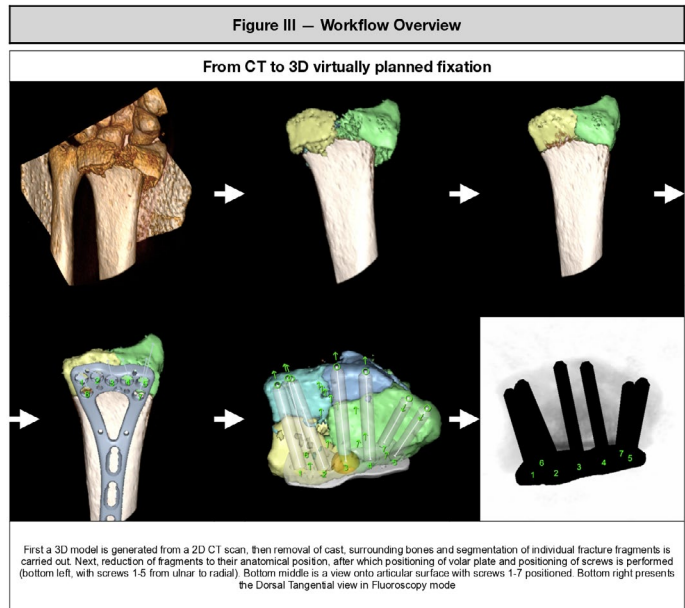 Figure III — Workflow Overview
From CT to 3D virtually planned fixation
6
1
2
3
4
7
5
First a 3D model is generated from a 2D CT scan, then removal of cast, surrounding bones and segmentation of individual fracture fragments is
carried out. Next, reduction of fragments to their anatomical position, after which positioning of volar plate and positioning of screws is performed
(bottom left, with screws 1-5 from ulnar to radial). Bottom middle is a view onto articular surface with screws 1-7 positioned. Bottom right presents
the Dorsal Tangential view in Fluoroscopy mode